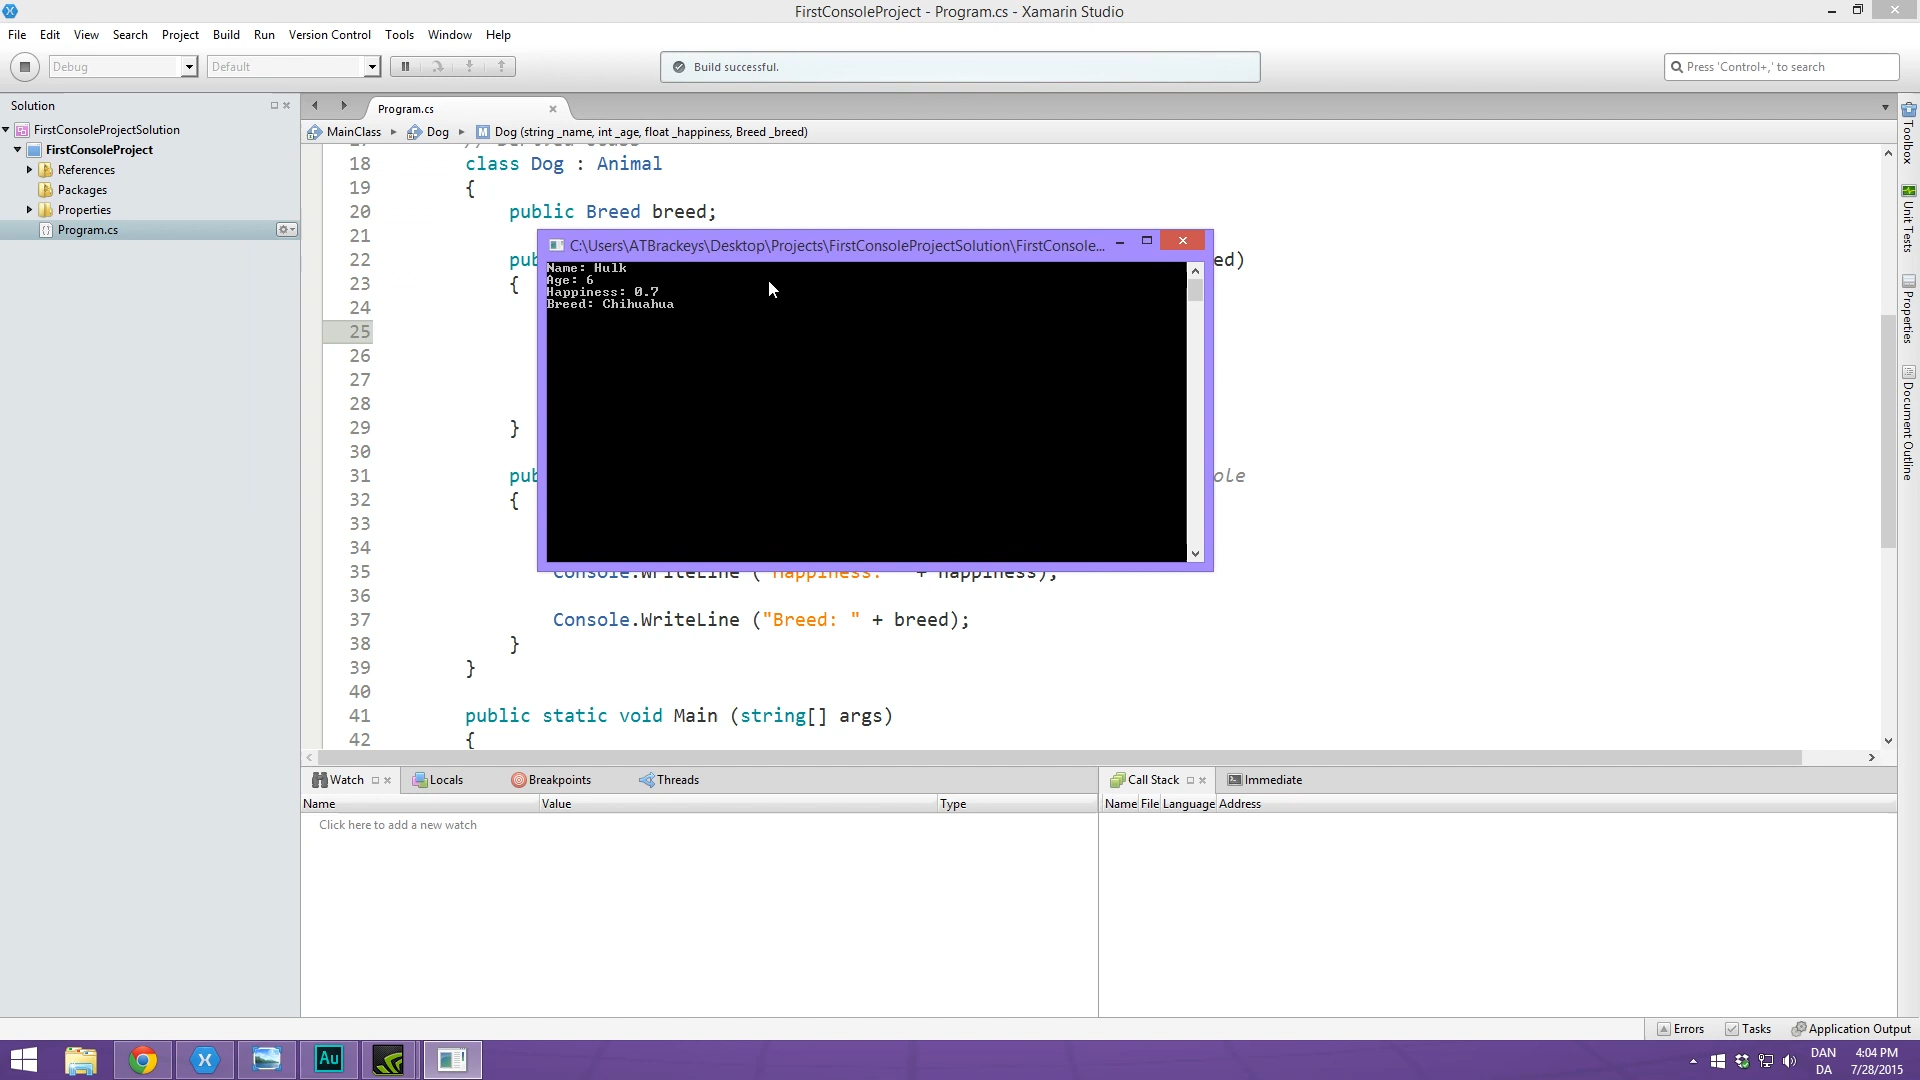 FirstConsoleProject - Program.cs - Xamarin Studio
File Edit View Search Project Build Run Version Control Tools Window Help
Debug Default Build successful. Press 'Control+,' to search
Solution
FirstConsoleProjectSolution
FirstConsoleProject
References
Packages
Properties
Program.cs
Program.cs
MainClass Dog Dog (string _name, int _age, float _happiness, Breed _breed)
18 class Dog : Animal
19 {
20 public Breed breed;
21
22 pub ed)
23 {
24
25
26
27
28
29 }
30
31 pub ole
32 {
33
34
35 Console.WriteLine ("Happiness: " + happiness);
36
37 Console.WriteLine ("Breed: " + breed);
38 }
39 }
40
41 public static void Main (string[] args)
42 {
C:\Users\ATBrackeys\Desktop\Projects\FirstConsoleProjectSolution\FirstConsole...
Name: Hulk
Age: 6
Happiness: 0.7
Breed: Chihuahua
Toolbox
Unit Tests
Properties
Document Outline
Watch Locals Breakpoints Threads
Name Value Type
Click here to add a new watch
Call Stack Immediate
Name File Language Address
Errors Tasks Application Output
Au
DAN
DA
4:04 PM
7/28/2015